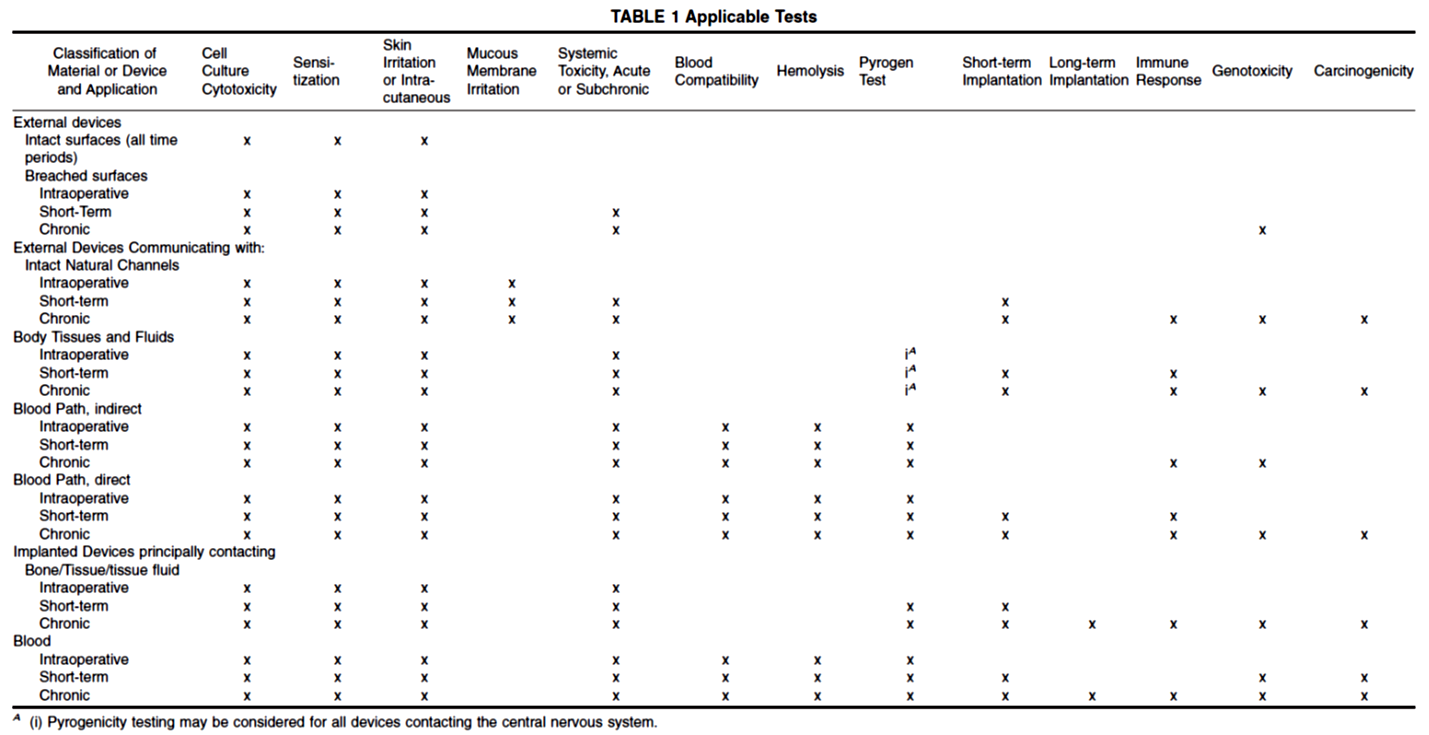 TABLE 1 Applicable Tests
Classification of Material or Device and Application | Cell Culture Cytotoxicity | Sensi-tization | Skin Irritation or Intra-cutaneous | Mucous Membrane Irritation | Systemic Toxicity, Acute or Subchronic | Blood Compatibility | Hemolysis | Pyrogen Test | Short-term Implantation | Long-term Implantation | Immune Response | Genotoxicity | Carcinogenicity
External devices
Intact surfaces (all time periods) | x | x | x | | | | | | | | | |
Breached surfaces
Intraoperative | x | x | x | | | | | | | | | |
Short-Term | x | x | x | | x | | | | | | | |
Chronic | x | x | x | | x | | | | | | | x |
External Devices Communicating with:
Intact Natural Channels
Intraoperative | x | x | x | x | | | | | | | | |
Short-term | x | x | x | x | x | | | | x | | | |
Chronic | x | x | x | x | x | | | | x | | x | x | x
Body Tissues and Fluids
Intraoperative | x | x | x | | x | | | iA | | | | |
Short-term | x | x | x | | x | | | iA | x | | x | |
Chronic | x | x | x | | x | | | iA | x | | x | x | x
Blood Path, indirect
Intraoperative | x | x | x | | x | x | x | x | | | | |
Short-term | x | x | x | | x | x | x | x | | | | |
Chronic | x | x | x | | x | x | x | x | | | x | x |
Blood Path, direct
Intraoperative | x | x | x | | x | x | x | x | | | | |
Short-term | x | x | x | | x | x | x | x | x | | x | |
Chronic | x | x | x | | x | x | x | x | x | | x | x | x
Implanted Devices principally contacting
Bone/Tissue/tissue fluid
Intraoperative | x | x | x | | x | | | | | | | |
Short-term | x | x | x | | x | | | x | x | | | |
Chronic | x | x | x | | x | | | x | x | x | x | x | x
Blood
Intraoperative | x | x | x | | x | x | x | x | | | | |
Short-term | x | x | x | | x | x | x | x | x | | | x | x
Chronic | x | x | x | | x | x | x | x | x | x | x | x | x
A (i) Pyrogenicity testing may be considered for all devices contacting the central nervous system.